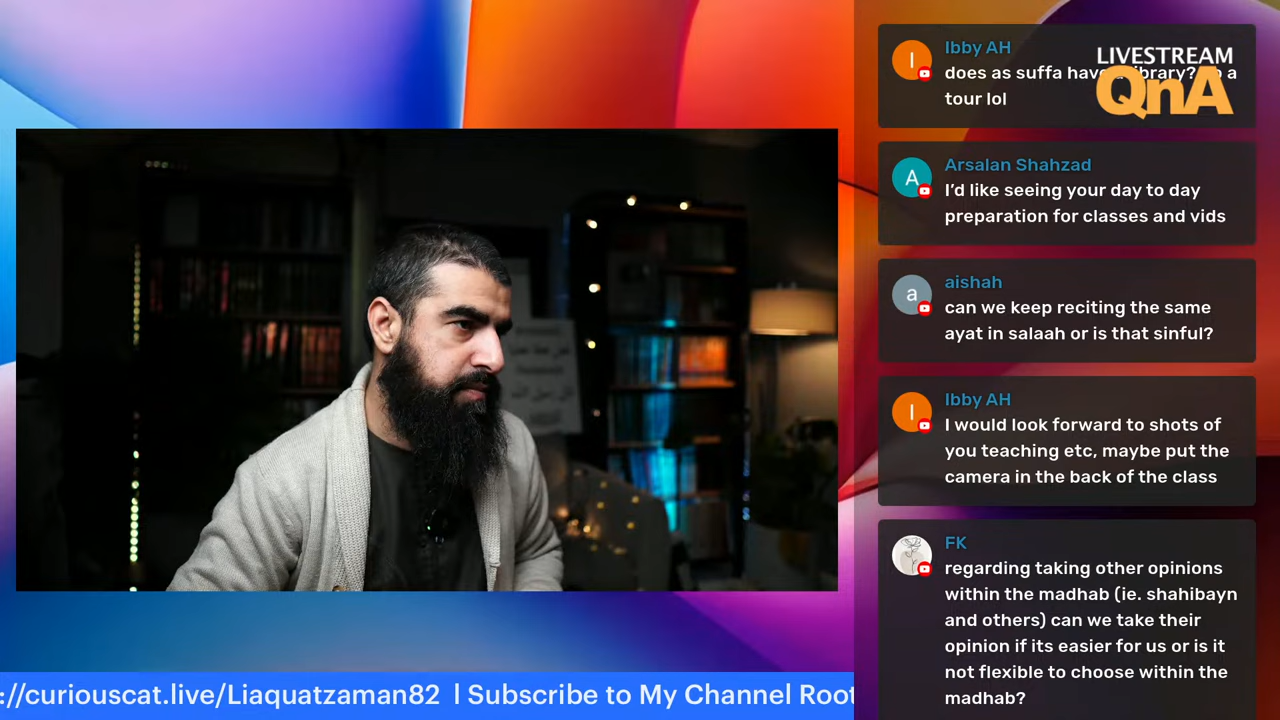 Ibby AH
does as suffa have library? a
tour lol
LIVESTREAM
QnA
Arsalan Shahzad
I'd like seeing your day to day
preparation for classes and vids
aishah
can we keep reciting the same
ayat in salaah or is that sinful?
Ibby AH
I would look forward to shots of
you teaching etc, maybe put the
camera in the back of the class
FK
regarding taking other opinions
within the madhab (ie. shahibayn
and others) can we take their
opinion if its easier for us or is it
not flexible to choose within the
madhab?
://curiouscat.live/Liaquatzaman82 | Subscribe to My Channel Root